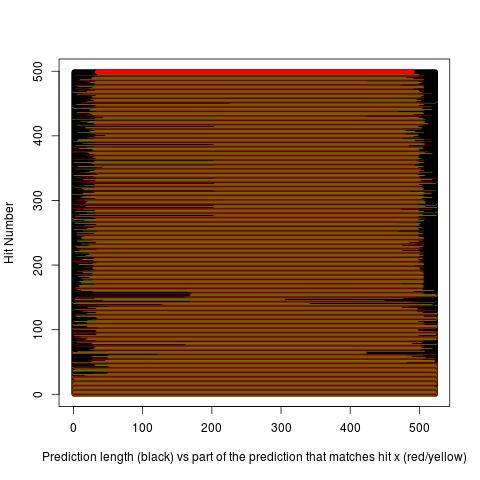 500
400
300
200
100
0
Hit Number
0 100 200 300 400 500
Prediction length (black) vs part of the prediction that matches hit x (red/yellow)